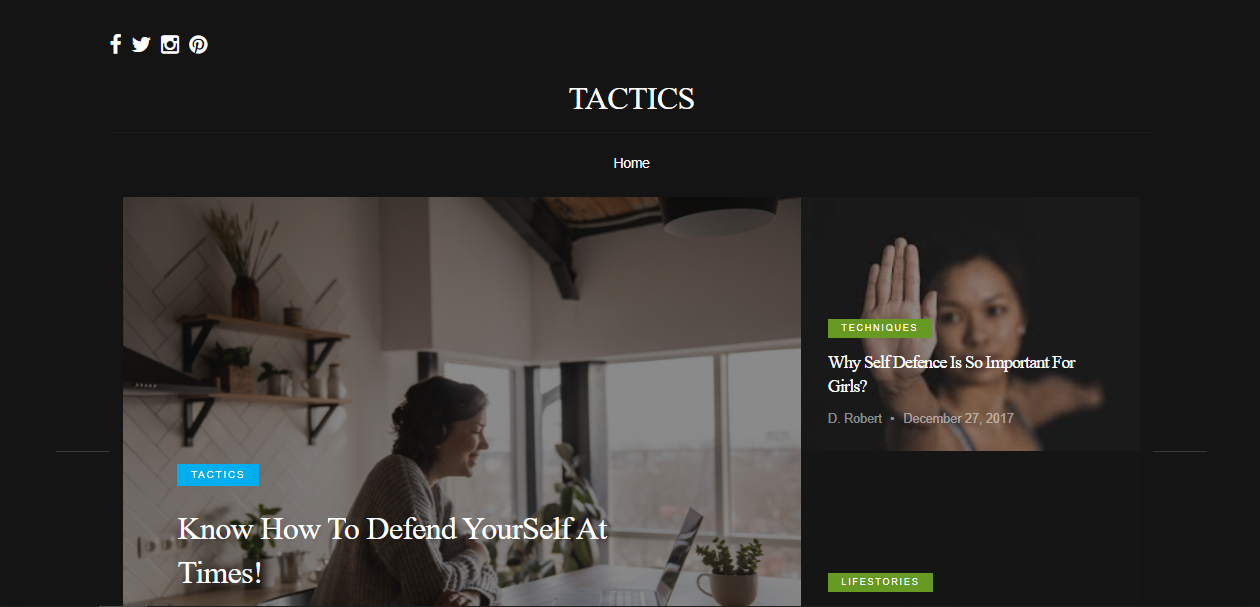 TACTICS
Home
TACTICS
Know How To Defend YourSelf At
Times!
TECHNIQUES
Why Self Defence Is So Important For
Girls?
D. Robert • December 27, 2017
LIFESTORIES